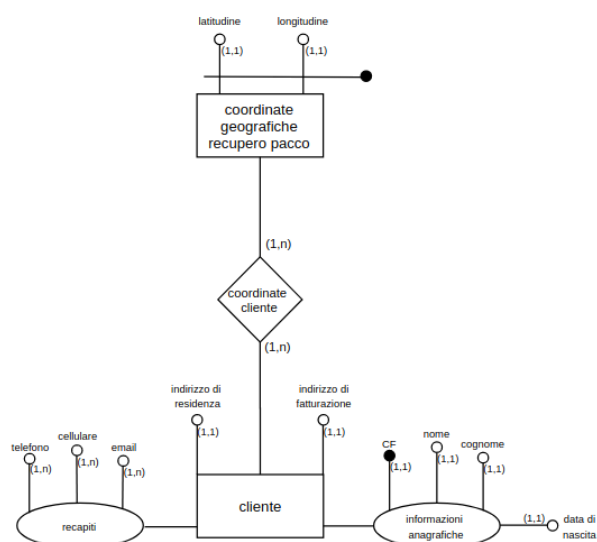 latitudine
longitudine
(1,1)
(1,1)
coordinate
geografiche
recupero pacco
(1,n)
coordinate
cliente
(1,n)
indirizzo di
residenza
indirizzo di
fatturazione
(1,1)
(1,1)
telefono
cellulare
email
(1,n)
(1,n)
(1,n)
CF
nome
cognome
(1,1)
(1,1)
(1,1)
recapiti
cliente
informazioni
anagrafiche
(1,1)
data di
nascita